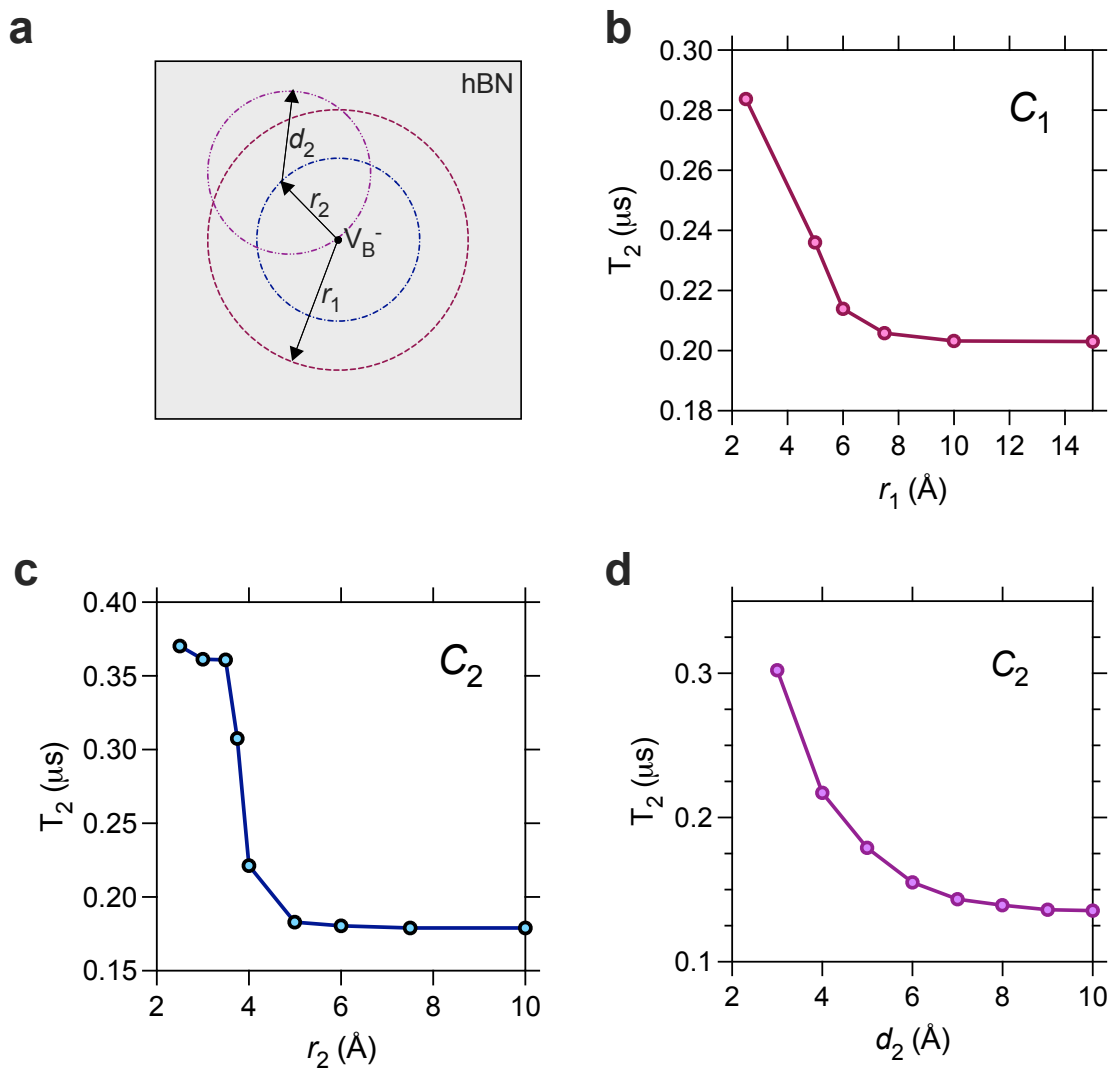 a
hBN
d2
r2
VB-
r1
b
0.30
0.28
0.26
0.24
0.22
0.20
0.18
T2 (μs)
C1
2 4 6 8 10 12 14
r1 (Å)
c
0.40
0.35
0.30
0.25
0.20
0.15
T2 (μs)
C2
2 4 6 8 10
r2 (Å)
d
0.3
0.2
0.1
T2 (μs)
C2
2 4 6 8 10
d2 (Å)